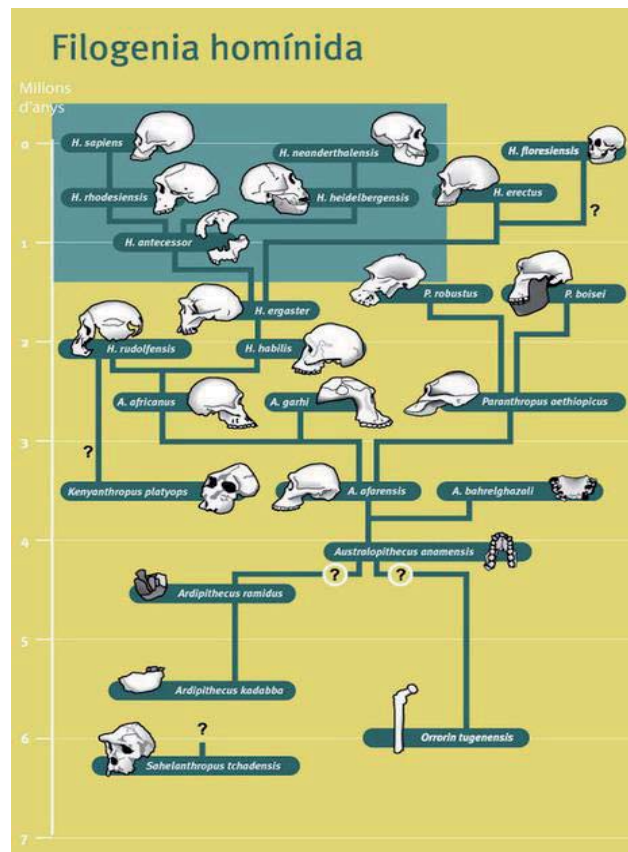 Filogenia homínida
Milions
d'anys
0
H. sapiens
H. neanderthalensis
H. floresiensis
H. rhodesiensis
H. heidelbergensis
H. erectus
?
1
H. antecessor
P. robustus
P. boisei
H. ergaster
2
H. rudolfensis
H. habilis
A. africanus
A. garhi
Paranthropus aethiopicus
3
?
Kenyanthropus platyops
A. afarensis
A. bahrelghazali
4
Australopithecus anamensis
?
?
Ardipithecus ramidus
5
Ardipithecus kadabba
?
6
Orrorin tugenensis
Sahelanthropus tchadensis
7